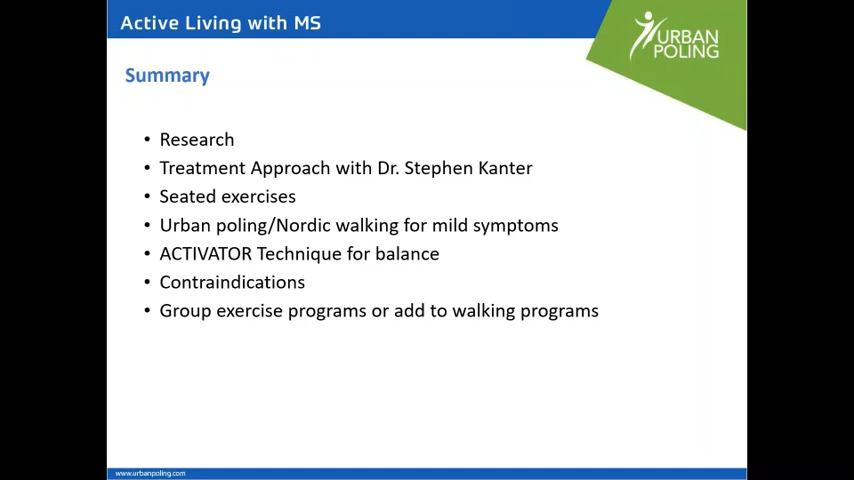 Active Living with MS
URBAN
POLING
Summary
• Research
• Treatment Approach with Dr. Stephen Kanter
• Seated exercises
• Urban poling/Nordic walking for mild symptoms
• ACTIVATOR Technique for balance
• Contraindications
• Group exercise programs or add to walking programs
www.urbanpoling.com